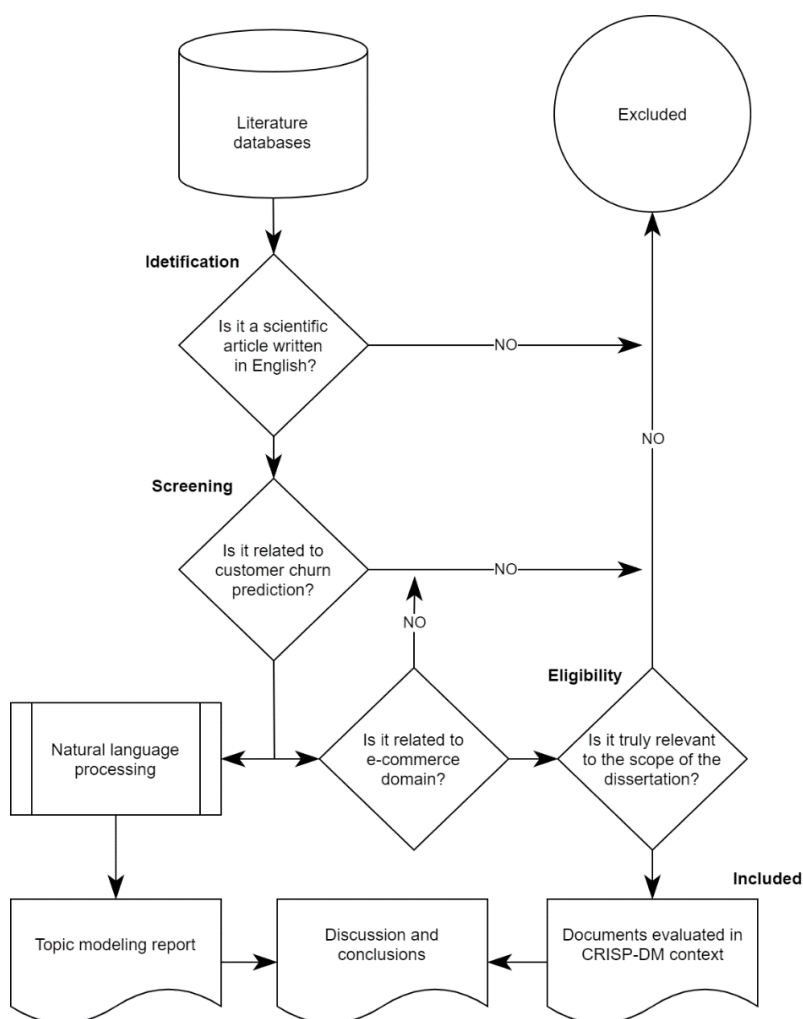 Literature
databases
Excluded
Idetification
Is it a scientific
article written
in English?
NO
NO
Screening
Is it related to
customer churn
prediction?
NO
NO
Eligibility
Natural language
processing
Is it related to
e-commerce
domain?
Is it truly relevant
to the scope of the
dissertation?
Included
Topic modeling report
Discussion and
conclusions
Documents evaluated in
CRISP-DM context